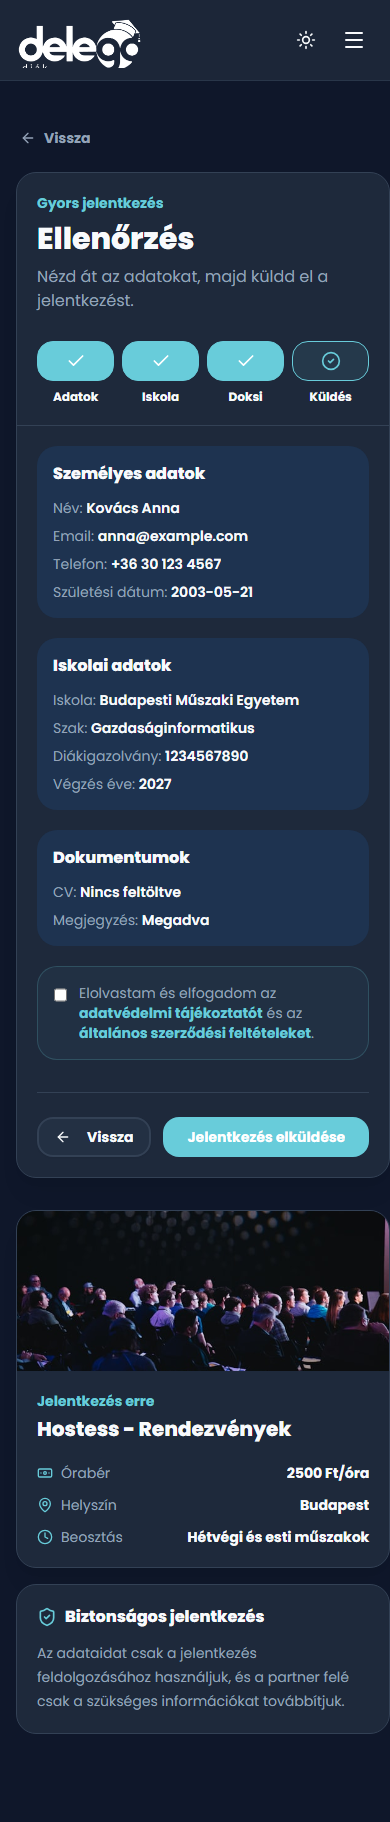 delego
diák
Vissza
Gyors jelentkezés
Ellenőrzés
Nézd át az adatokat, majd küldd el a
jelentkezést.
Adatok
Iskola
Doksi
Küldés
Személyes adatok
Név: Kovács Anna
Email: anna@example.com
Telefon: +36 30 123 4567
Születési dátum: 2003-05-21
Iskolai adatok
Iskola: Budapesti Műszaki Egyetem
Szak: Gazdaságinformatikus
Diákigazolvány: 1234567890
Végzés éve: 2027
Dokumentumok
CV: Nincs feltöltve
Megjegyzés: Megadva
Elolvastam és elfogadom az
adatvédelmi tájékoztatót és az
általános szerződési feltételeket.
Vissza
Jelentkezés elküldése
Jelentkezés erre
Hostess – Rendezvények
Órabér 2500 Ft/óra
Helyszín Budapest
Beosztás Hétvégi és esti műszakok
Biztonságos jelentkezés
Az adataidat csak a jelentkezés
feldolgozásához használjuk, és a partner felé
csak a szükséges információkat továbbítjuk.